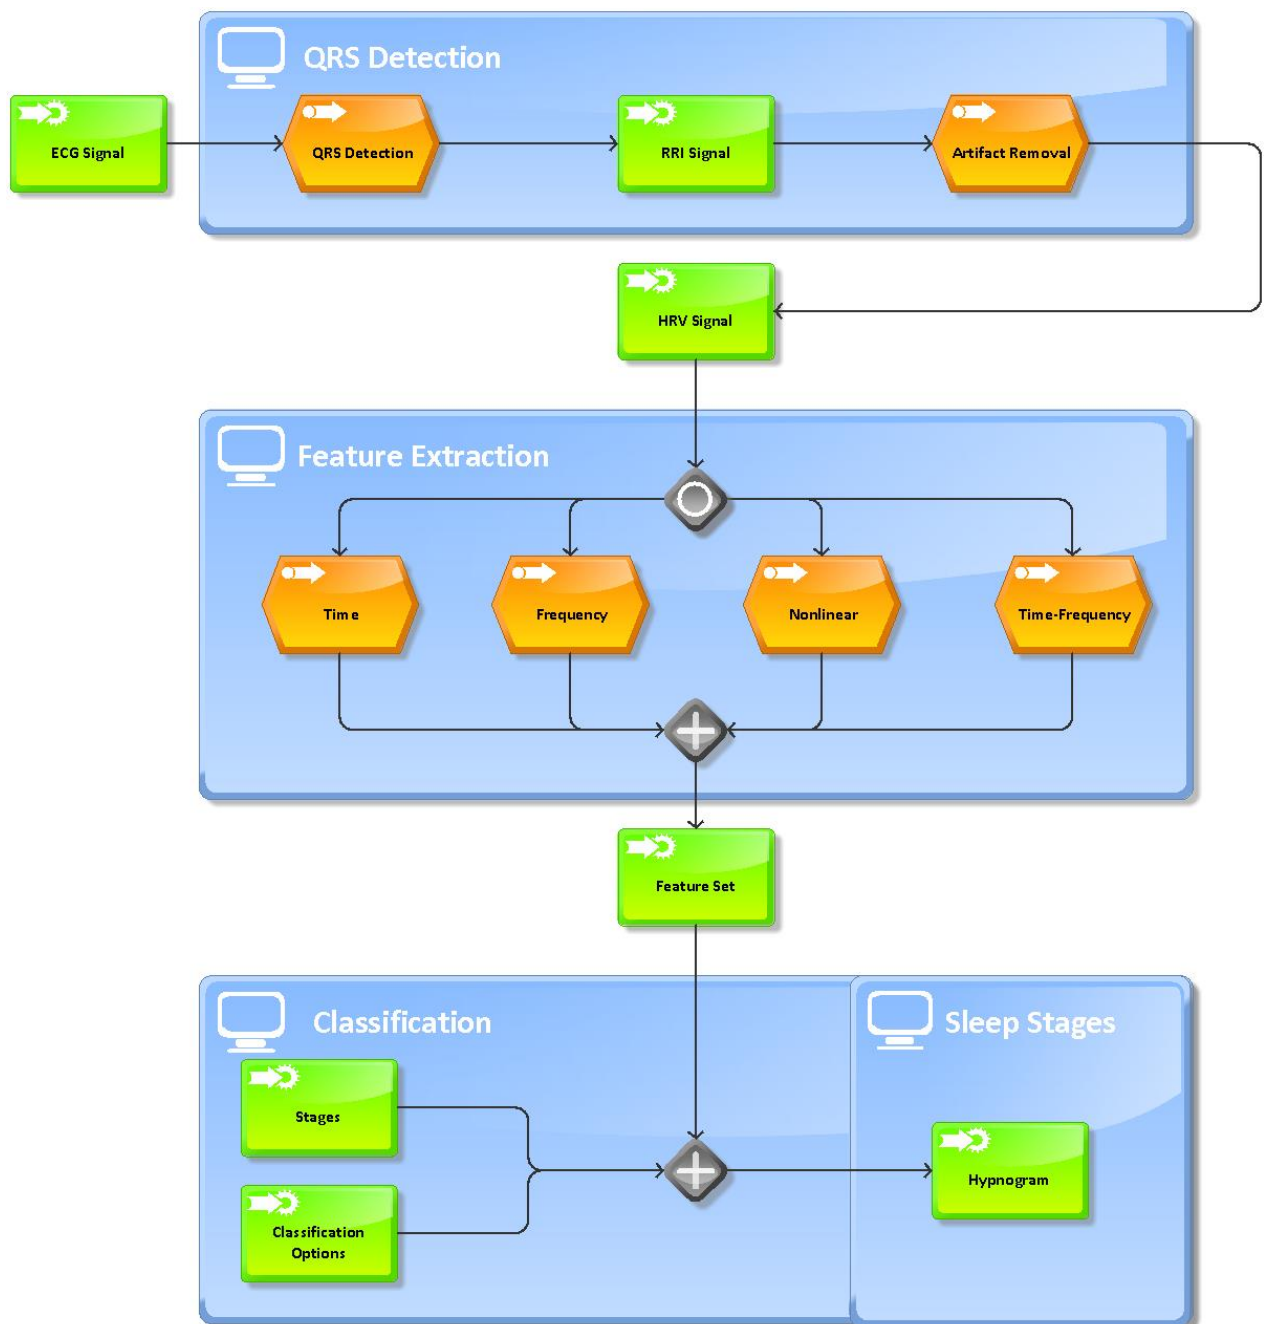 QRS Detection
ECG Signal
QRS Detection
RRI Signal
Artifact Removal
HRV Signal
Feature Extraction
Time
Frequency
Nonlinear
Time-Frequency
Feature Set
Classification
Sleep Stages
Stages
Hypnogram
Classification
Options